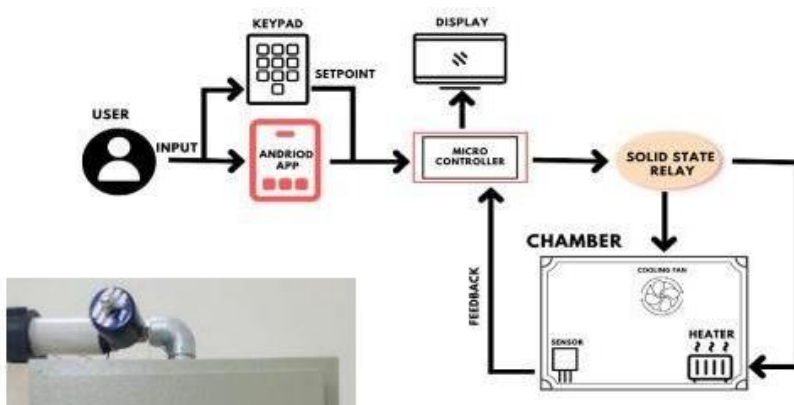 KEYPAD
DISPLAY
SETPOINT
USER
INPUT
ANDRIOD
APP
MICRO
CONTROLLER
SOLID STATE
RELAY
CHAMBER
COOLING FAN
FEEDBACK
SENSOR
HEATER